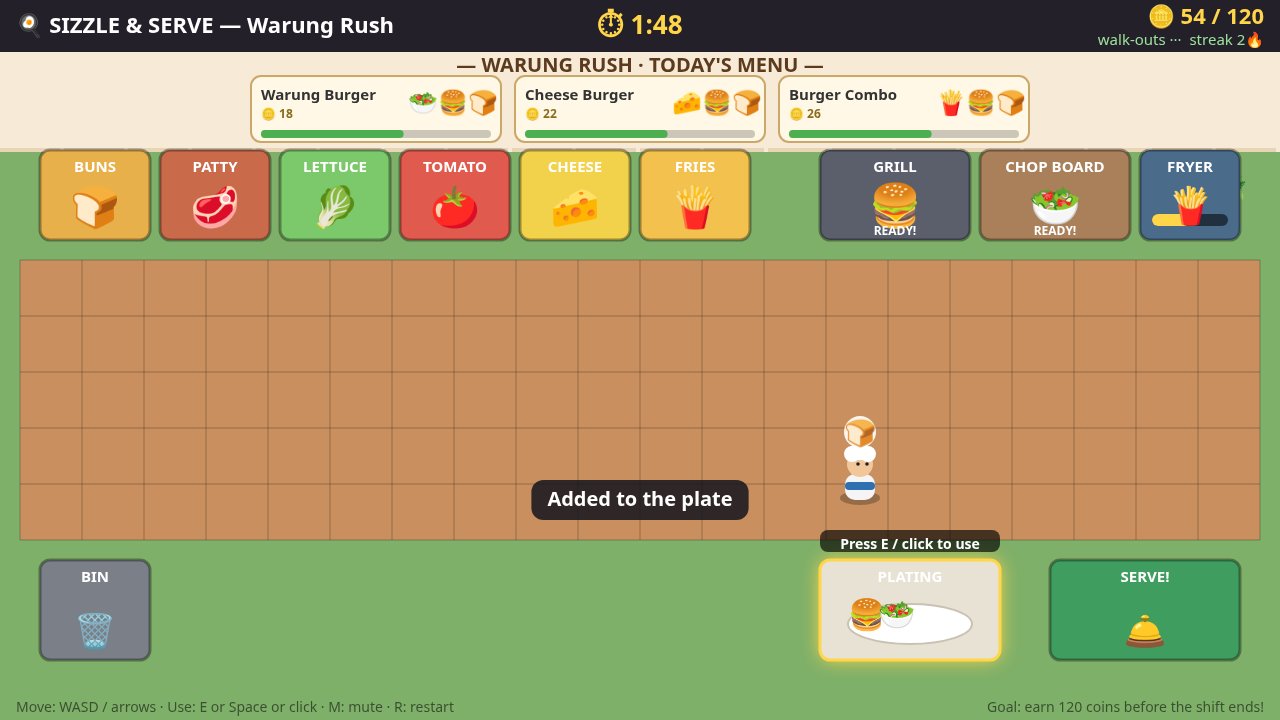 SIZZLE & SERVE — Warung Rush
1:48
54 / 120
walk-outs ··· streak 2
— WARUNG RUSH · TODAY'S MENU —
Warung Burger
18
Cheese Burger
22
Burger Combo
26
BUNS
PATTY
LETTUCE
TOMATO
CHEESE
FRIES
GRILL
READY!
CHOP BOARD
READY!
FRYER
Added to the plate
Press E / click to use
BIN
PLATING
SERVE!
Move: WASD / arrows · Use: E or Space or click · M: mute · R: restart
Goal: earn 120 coins before the shift ends!